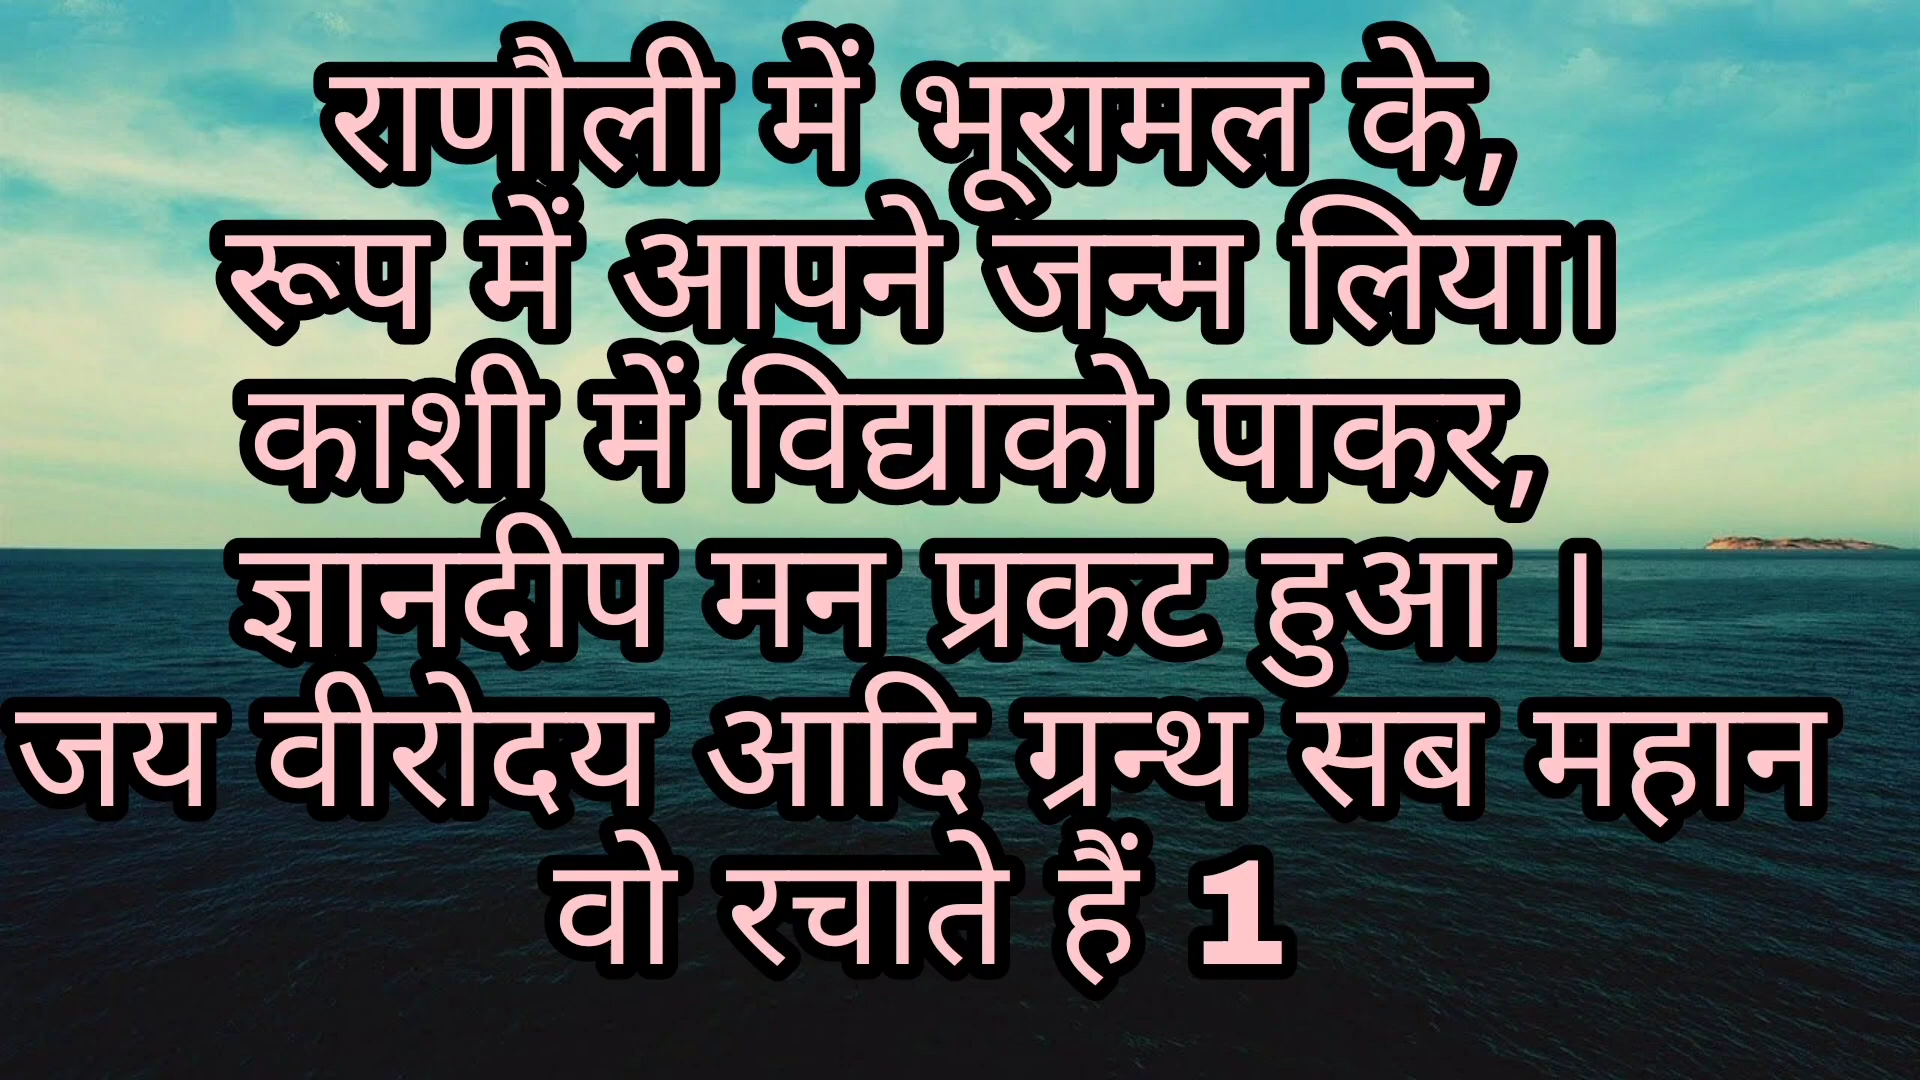 राणौली में भूरामल के,
रूप में आपने जन्म लिया।
काशी में विद्याको पाकर,
ज्ञानदीप मन प्रकट हुआ ।
जय वीरोदय आदि ग्रन्थ सब महान
वो रचाते हैं 1